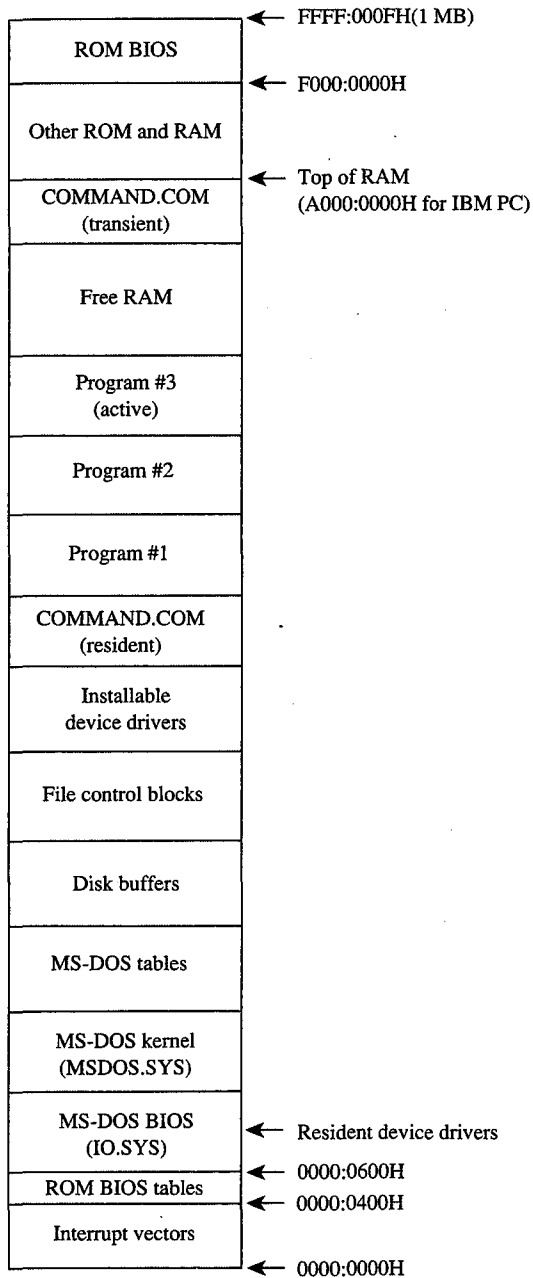 FFFF:000FH(1 MB)
ROM BIOS
F000:0000H
Other ROM and RAM
Top of RAM
(A000:0000H for IBM PC)
COMMAND.COM
(transient)
Free RAM
Program #3
(active)
Program #2
Program #1
COMMAND.COM
(resident)
Installable
device drivers
File control blocks
Disk buffers
MS-DOS tables
MS-DOS kernel
(MSDOS.SYS)
MS-DOS BIOS
(IO.SYS)
Resident device drivers
0000:0600H
ROM BIOS tables
0000:0400H
Interrupt vectors
0000:0000H